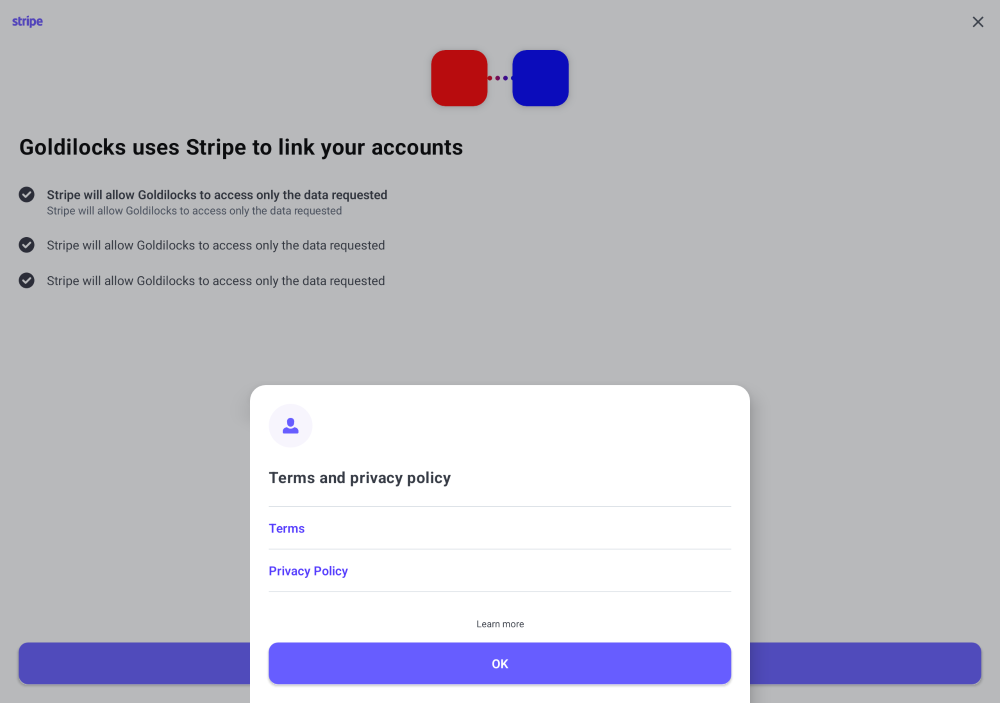 stripe
Goldilocks uses Stripe to link your accounts
Stripe will allow Goldilocks to access only the data requested
Stripe will allow Goldilocks to access only the data requested
Stripe will allow Goldilocks to access only the data requested
Stripe will allow Goldilocks to access only the data requested
Terms and privacy policy
Terms
Privacy Policy
Learn more
OK